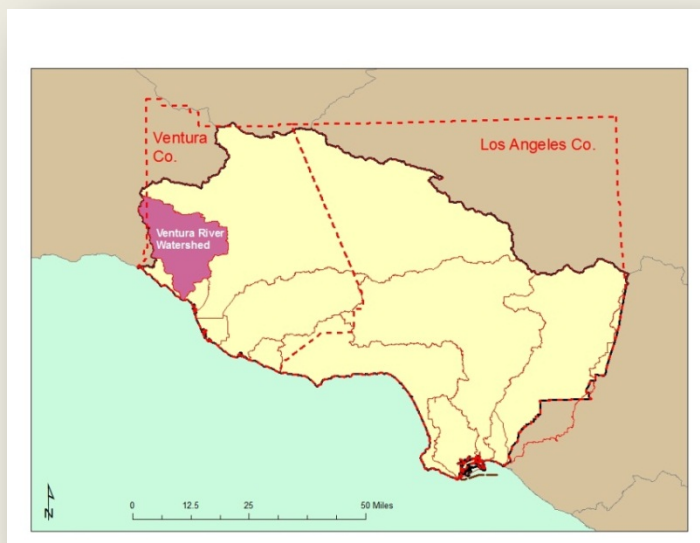 Ventura
Co.
Los Angeles Co.
Ventura River
Watershed
N
0 12.5 25 50 Miles